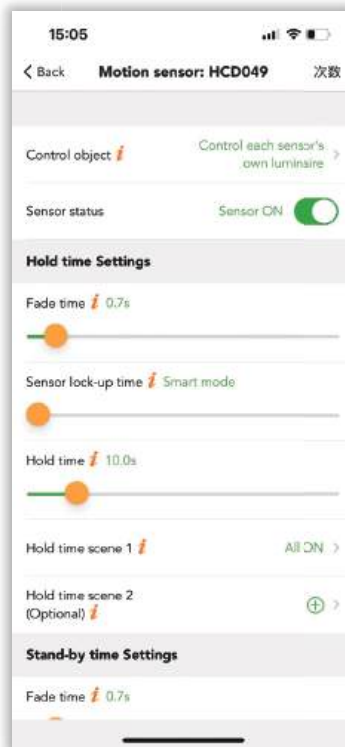 15:05
Back Motion sensor: HCD049 次数
Control object i Control each sensor's
own luminaire
Sensor status Sensor ON
Hold time Settings
Fade time i 0.7s
Sensor lock-up time i Smart mode
Hold time i 10.0s
Hold time scene 1 i All ON
Hold time scene 2
(Optional) i
Stand-by time Settings
Fade time i 0.7s